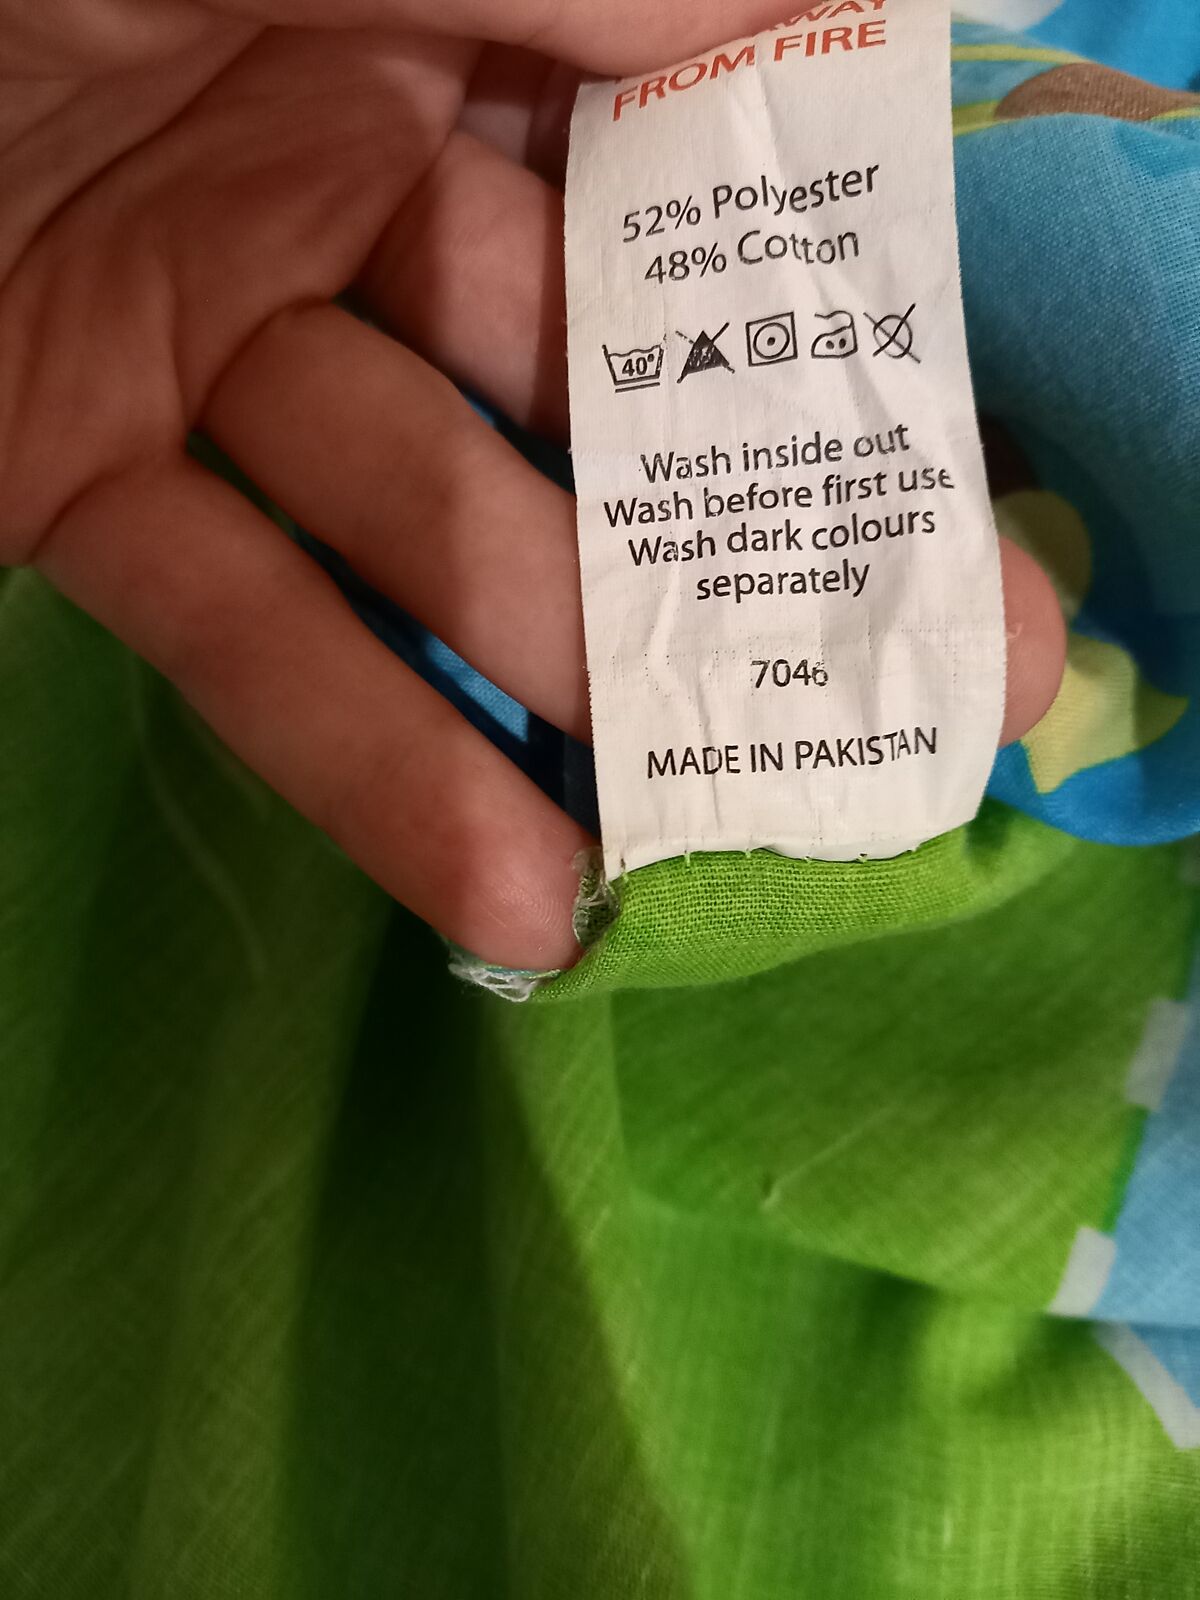 AWAY
FROM FIRE
52% Polyester
48% Cotton
40°
Wash inside out
Wash before first use
Wash dark colours
separately
7046
MADE IN PAKISTAN